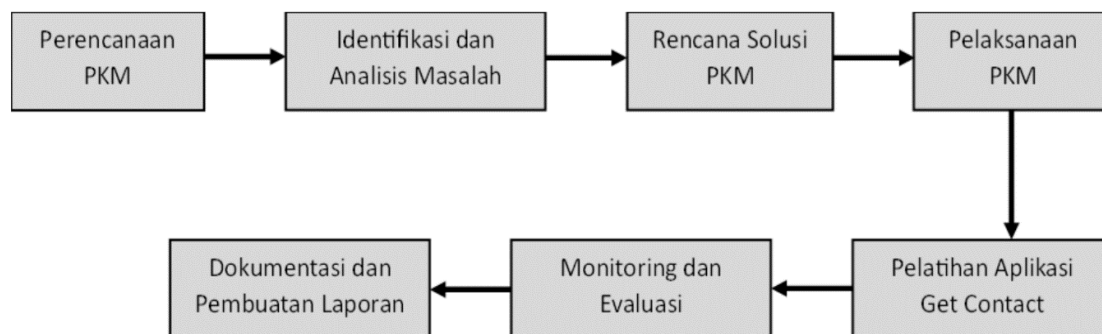 Perencanaan
PKM
Identifikasi dan
Analisis Masalah
Rencana Solusi
PKM
Pelaksanaan
PKM
Pelatihan Aplikasi
Get Contact
Monitoring dan
Evaluasi
Dokumentasi dan
Pembuatan Laporan